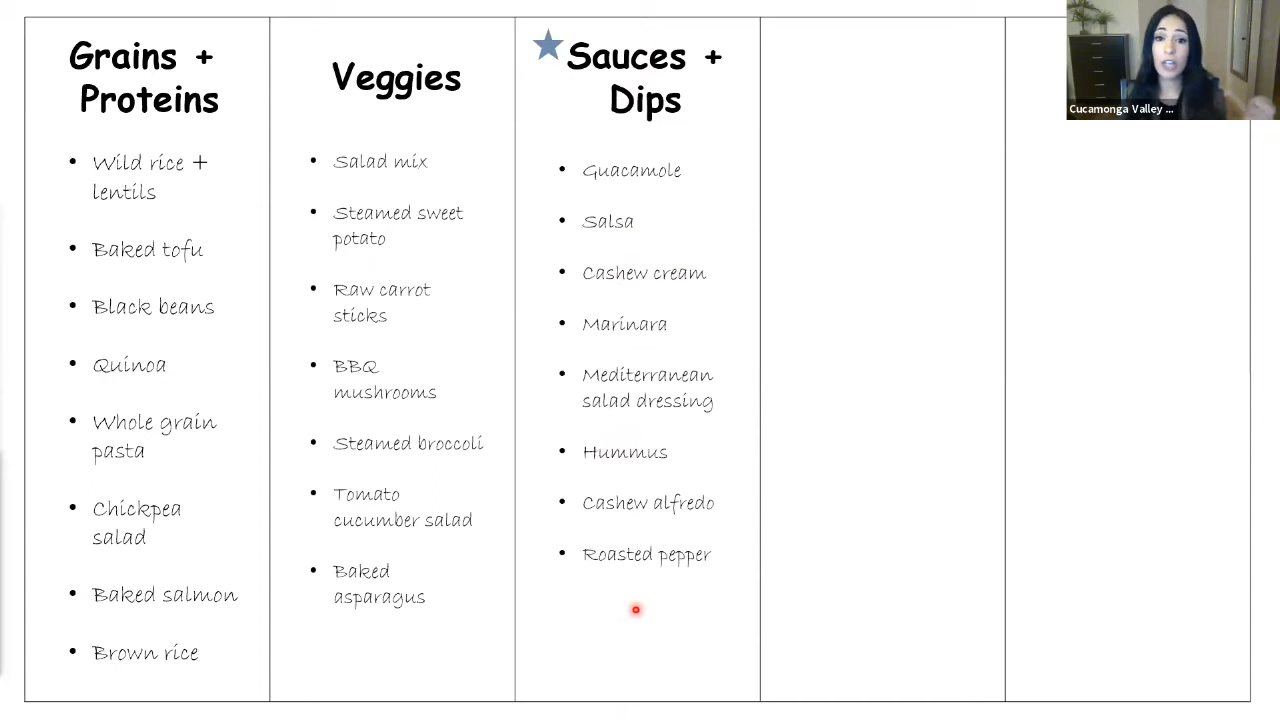 Grains +
Proteins
Wild rice +
lentils
Baked tofu
Black beans
Quinoa
Whole grain
pasta
Chickpea
salad
Baked salmon
Brown rice
Veggies
Salad mix
Steamed sweet
potato
Raw carrot
sticks
BBQ
mushrooms
Steamed broccoli
Tomato
cucumber salad
Baked
asparagus
Sauces +
Dips
Guacamole
Salsa
Cashew cream
Marinara
Mediterranean
salad dressing
Hummus
Cashew alfredo
Roasted pepper
Cucamonga Valley ...